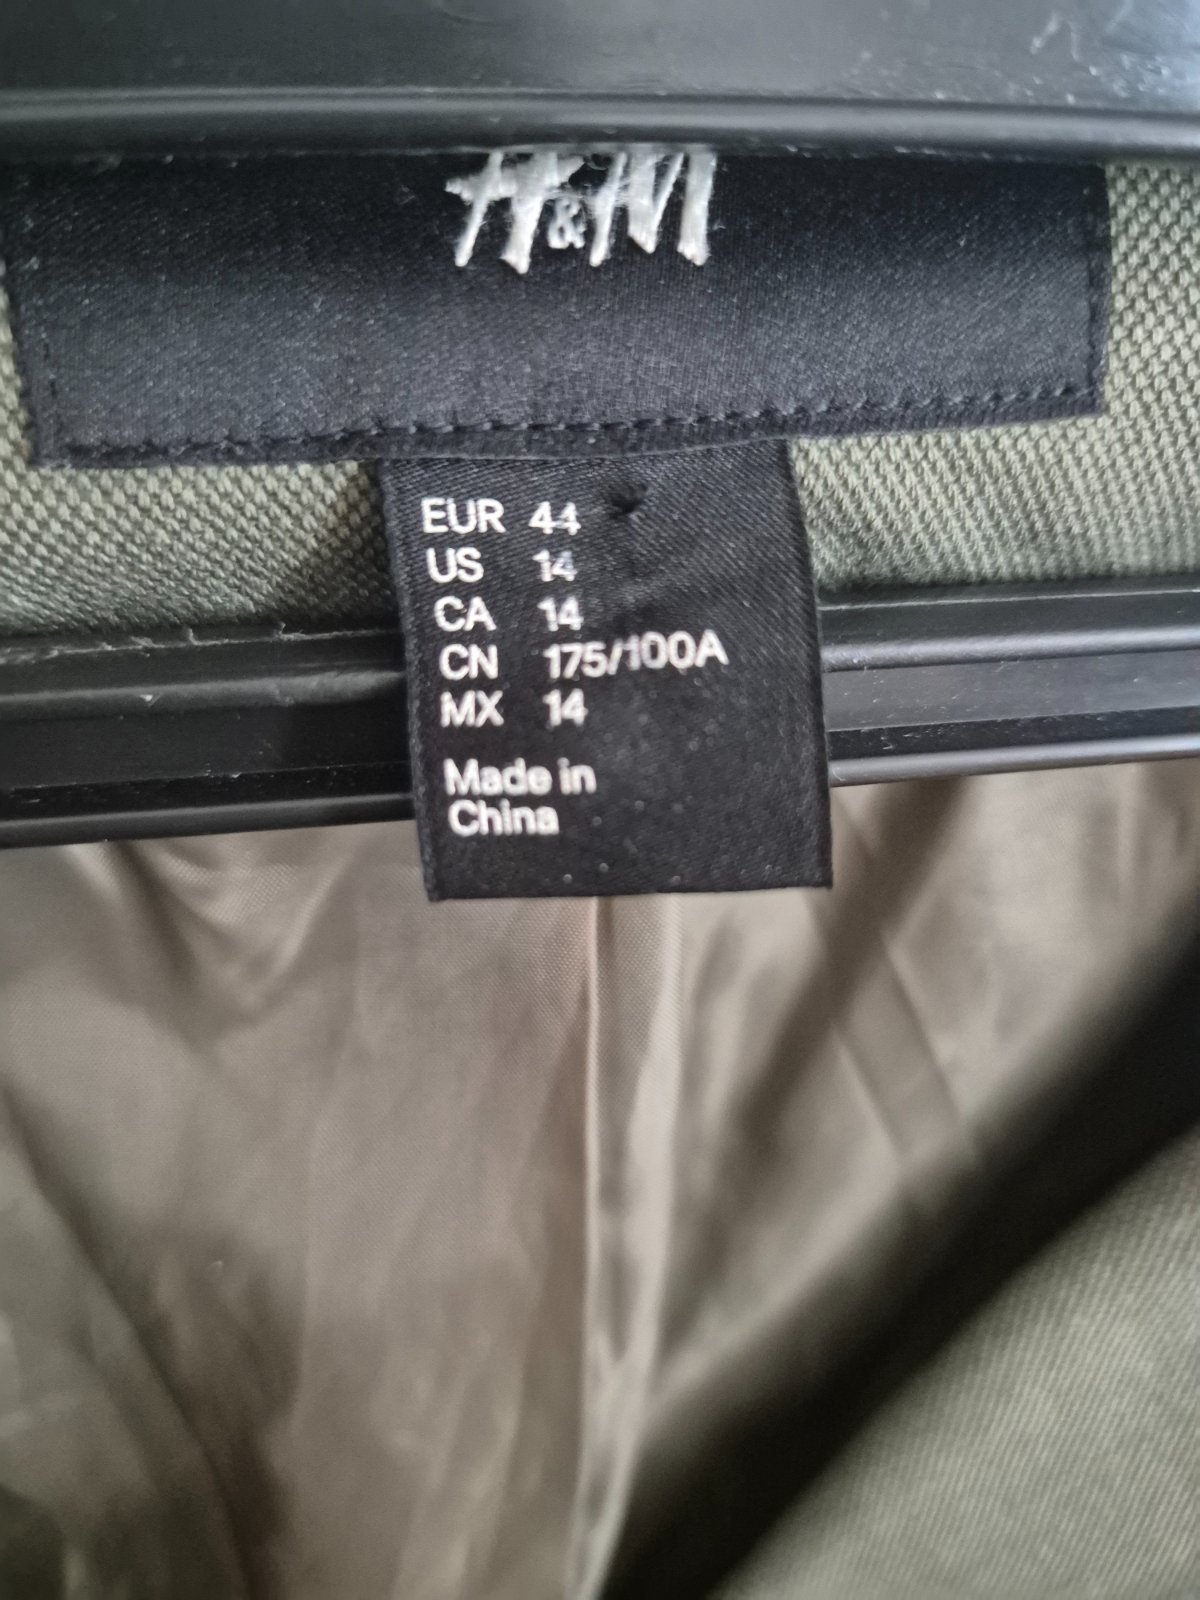 H&M
EUR 44
US 14
CA 14
CN 175/100A
MX 14
Made in
China